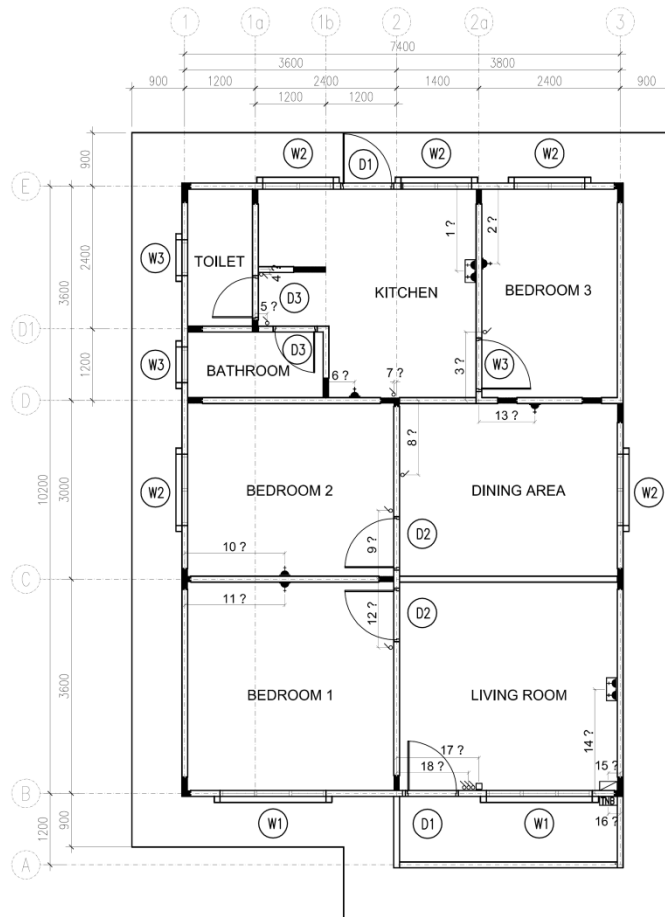 1 1a 1b 2 2a 3
7400
3600 3800
900 1200 2400 1400 2400 900
1200 1200
W2 D1 W2 W2
900
E
1 ?
2 ?
2400
3600
W3 TOILET
4 ?
KITCHEN BEDROOM 3
5 ? D3
D1
D3
3 ?
1200
W3 BATHROOM W3
6 ? 7 ?
D
13 ?
8 ?
10200
3000
W2 BEDROOM 2 DINING AREA W2
9 ?
D2
10 ?
C
11 ?
12 ?
D2
3600
BEDROOM 1 LIVING ROOM
14 ?
17 ?
18 ? 15 ?
B
TNB
16 ?
W1 D1 W1
1200
900
A